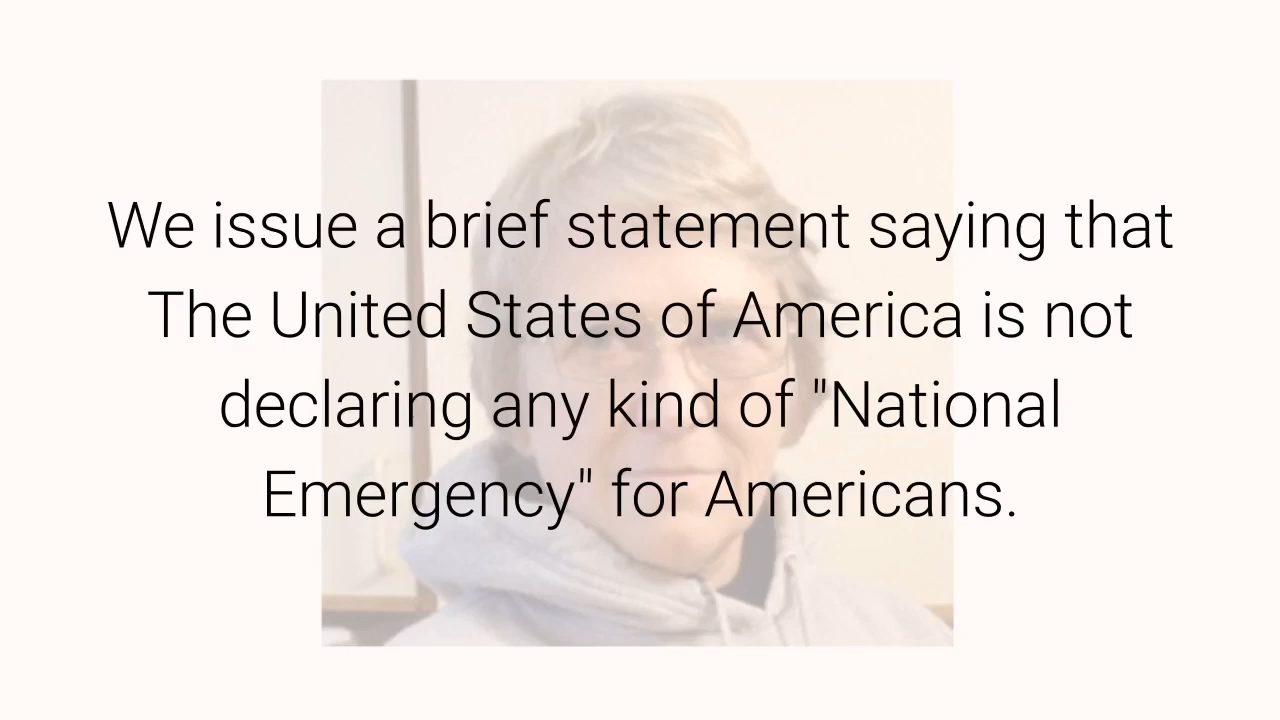 We issue a brief statement saying that
The United States of America is not
declaring any kind of "National
Emergency" for Americans.